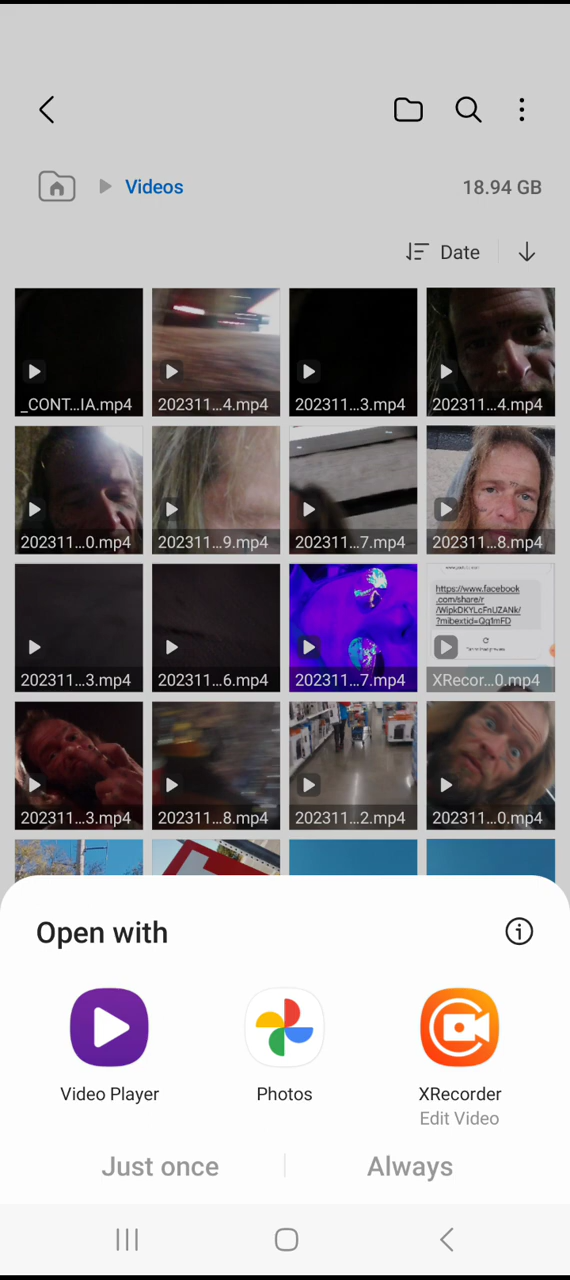 Videos
18.94 GB
Date
_CONT...IA.mp4
202311...4.mp4
202311...3.mp4
202311...4.mp4
202311...0.mp4
202311...9.mp4
202311...7.mp4
202311...8.mp4
https://www.facebook
.com/share/r
/WipkDKYLcFnUZANk/
?mibextid=Qq1mFD
202311...3.mp4
202311...6.mp4
202311...7.mp4
XRecor...0.mp4
202311...3.mp4
202311...8.mp4
202311...2.mp4
202311...0.mp4
Open with
Video Player
Photos
XRecorder
Edit Video
Just once
Always